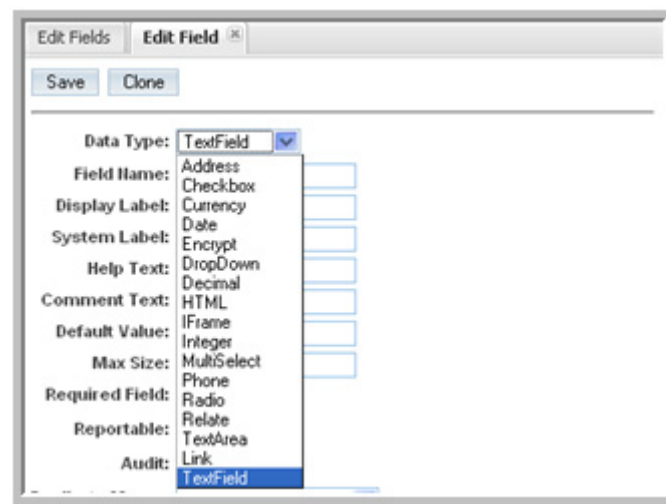 Edit Fields
Edit Field
Save
Clone
Data Type:
TextField
Address
Checkbox
Currency
Date
Encrypt
DropDown
Decimal
HTML
IFrame
Integer
MultiSelect
Phone
Radio
Relate
TextArea
Link
TextField
Field Name:
Display Label:
System Label:
Help Text:
Comment Text:
Default Value:
Max Size:
Required Field:
Reportable:
Audit: